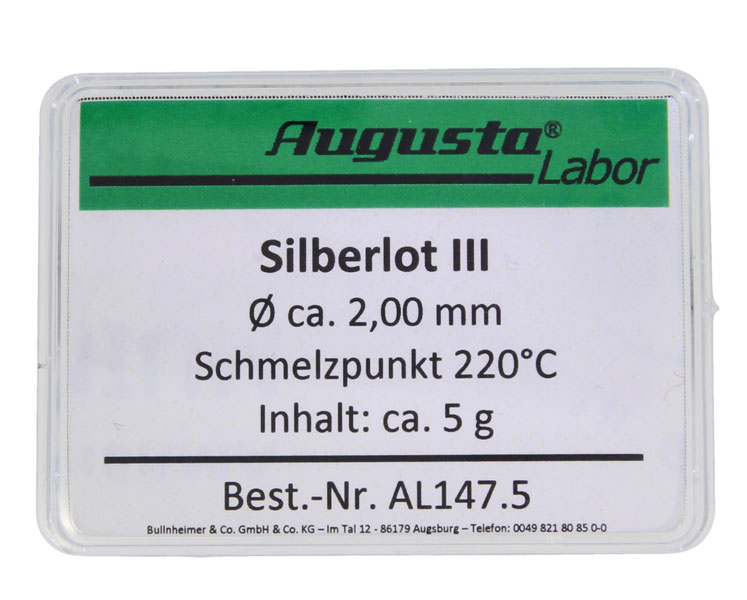 Augusta®
Labor
Silberlot III
Ø ca. 2,00 mm
Schmelzpunkt 220°C
Inhalt: ca. 5 g
Best.-Nr. AL147.5
Bullnheimer & Co. GmbH & Co. KG – Im Tal 12 - 86179 Augsburg – Telefon: 0049 821 80 85 0-0